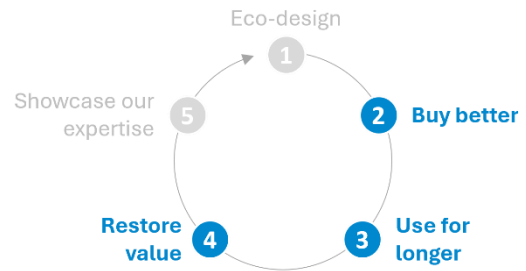 Eco-design
1
2
Buy better
3
Use for
longer
4
Restore
value
5
Showcase our
expertise